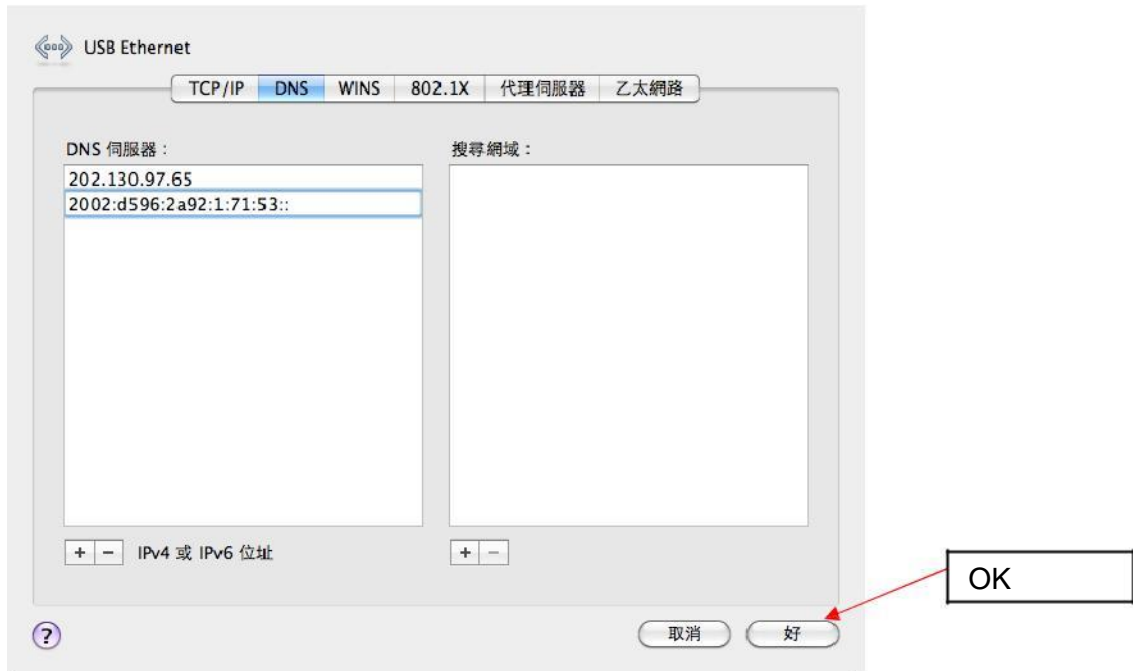 USB Ethernet
TCP/IP DNS WINS 802.1X 代理伺服器 乙太網路
DNS 伺服器：
搜尋網域：
202.130.97.65
2002:d596:2a92:1:71:53::
+ − IPv4 或 IPv6 位址
+ −
OK
? 取消 好